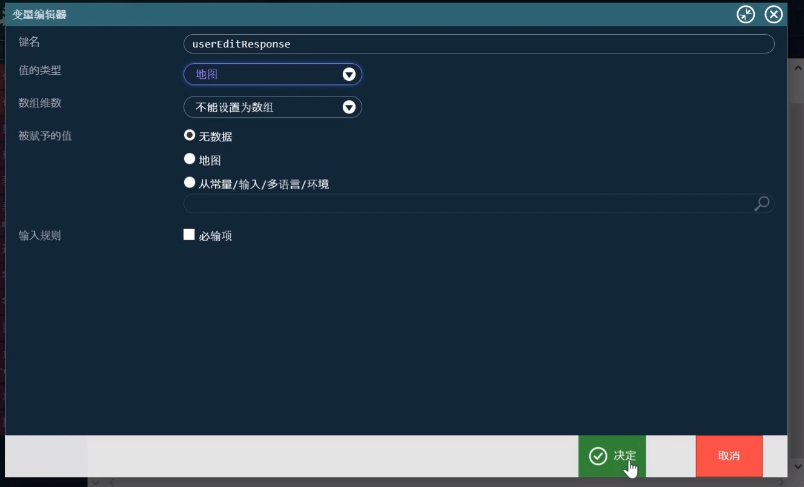 变量编辑器
键名
userEditResponse
值的类型
地图
数组维数
不能设置为数组
被赋予的值
无数据
地图
从常量/输入/多语言/环境
输入规则
必输项
决定
取消